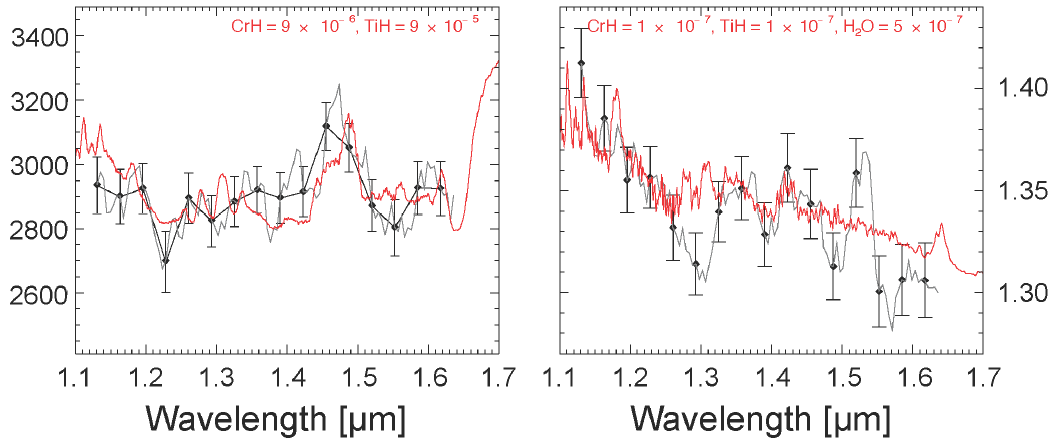 CrH = 9 × 10⁻⁶, TiH = 9 × 10⁻⁵
3400
3200
3000
2800
2600
1.1 1.2 1.3 1.4 1.5 1.6 1.7
Wavelength [µm]
CrH = 1 × 10⁻⁷, TiH = 1 × 10⁻⁷, H₂O = 5 × 10⁻⁷
1.40
1.35
1.30
1.1 1.2 1.3 1.4 1.5 1.6 1.7
Wavelength [µm]